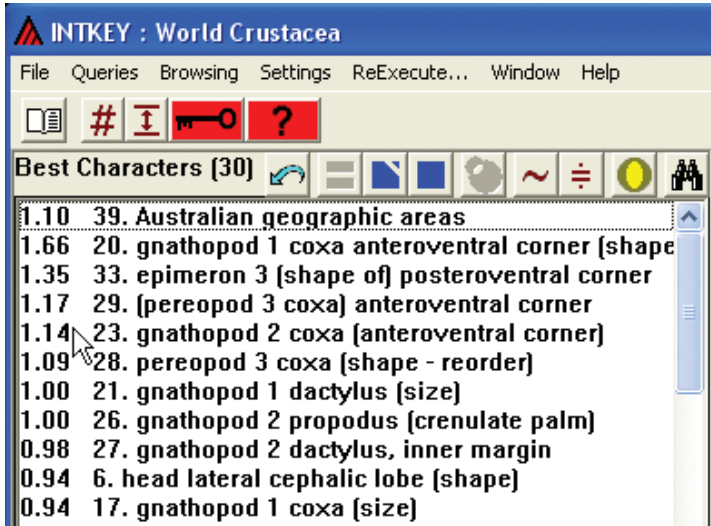 INTKEY : World Crustacea
File Queries Browsing Settings ReExecute... Window Help
# ?
Best Characters (30) ~ ÷
1.10 39. Australian geographic areas
1.66 20. gnathopod 1 coxa anteroventral corner (shape
1.35 33. epimeron 3 (shape of) posteroventral corner
1.17 29. (pereopod 3 coxa) anteroventral corner
1.14 23. gnathopod 2 coxa (anteroventral corner)
1.09 28. pereopod 3 coxa (shape - reorder)
1.00 21. gnathopod 1 dactylus (size)
1.00 26. gnathopod 2 propodus (crenulate palm)
0.98 27. gnathopod 2 dactylus, inner margin
0.94 6. head lateral cephalic lobe (shape)
0.94 17. gnathopod 1 coxa (size)